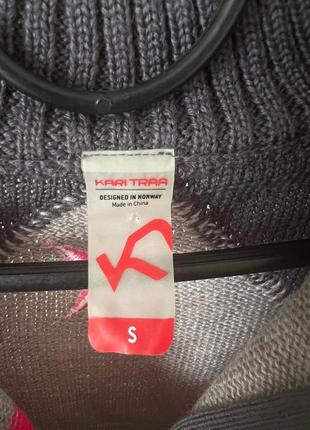 KARI TRAA
DESIGNED IN NORWAY
Made in China
S